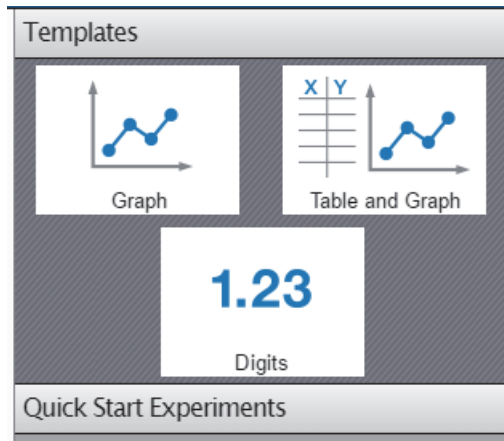 Templates
X Y
Graph
Table and Graph
1.23
Digits
Quick Start Experiments